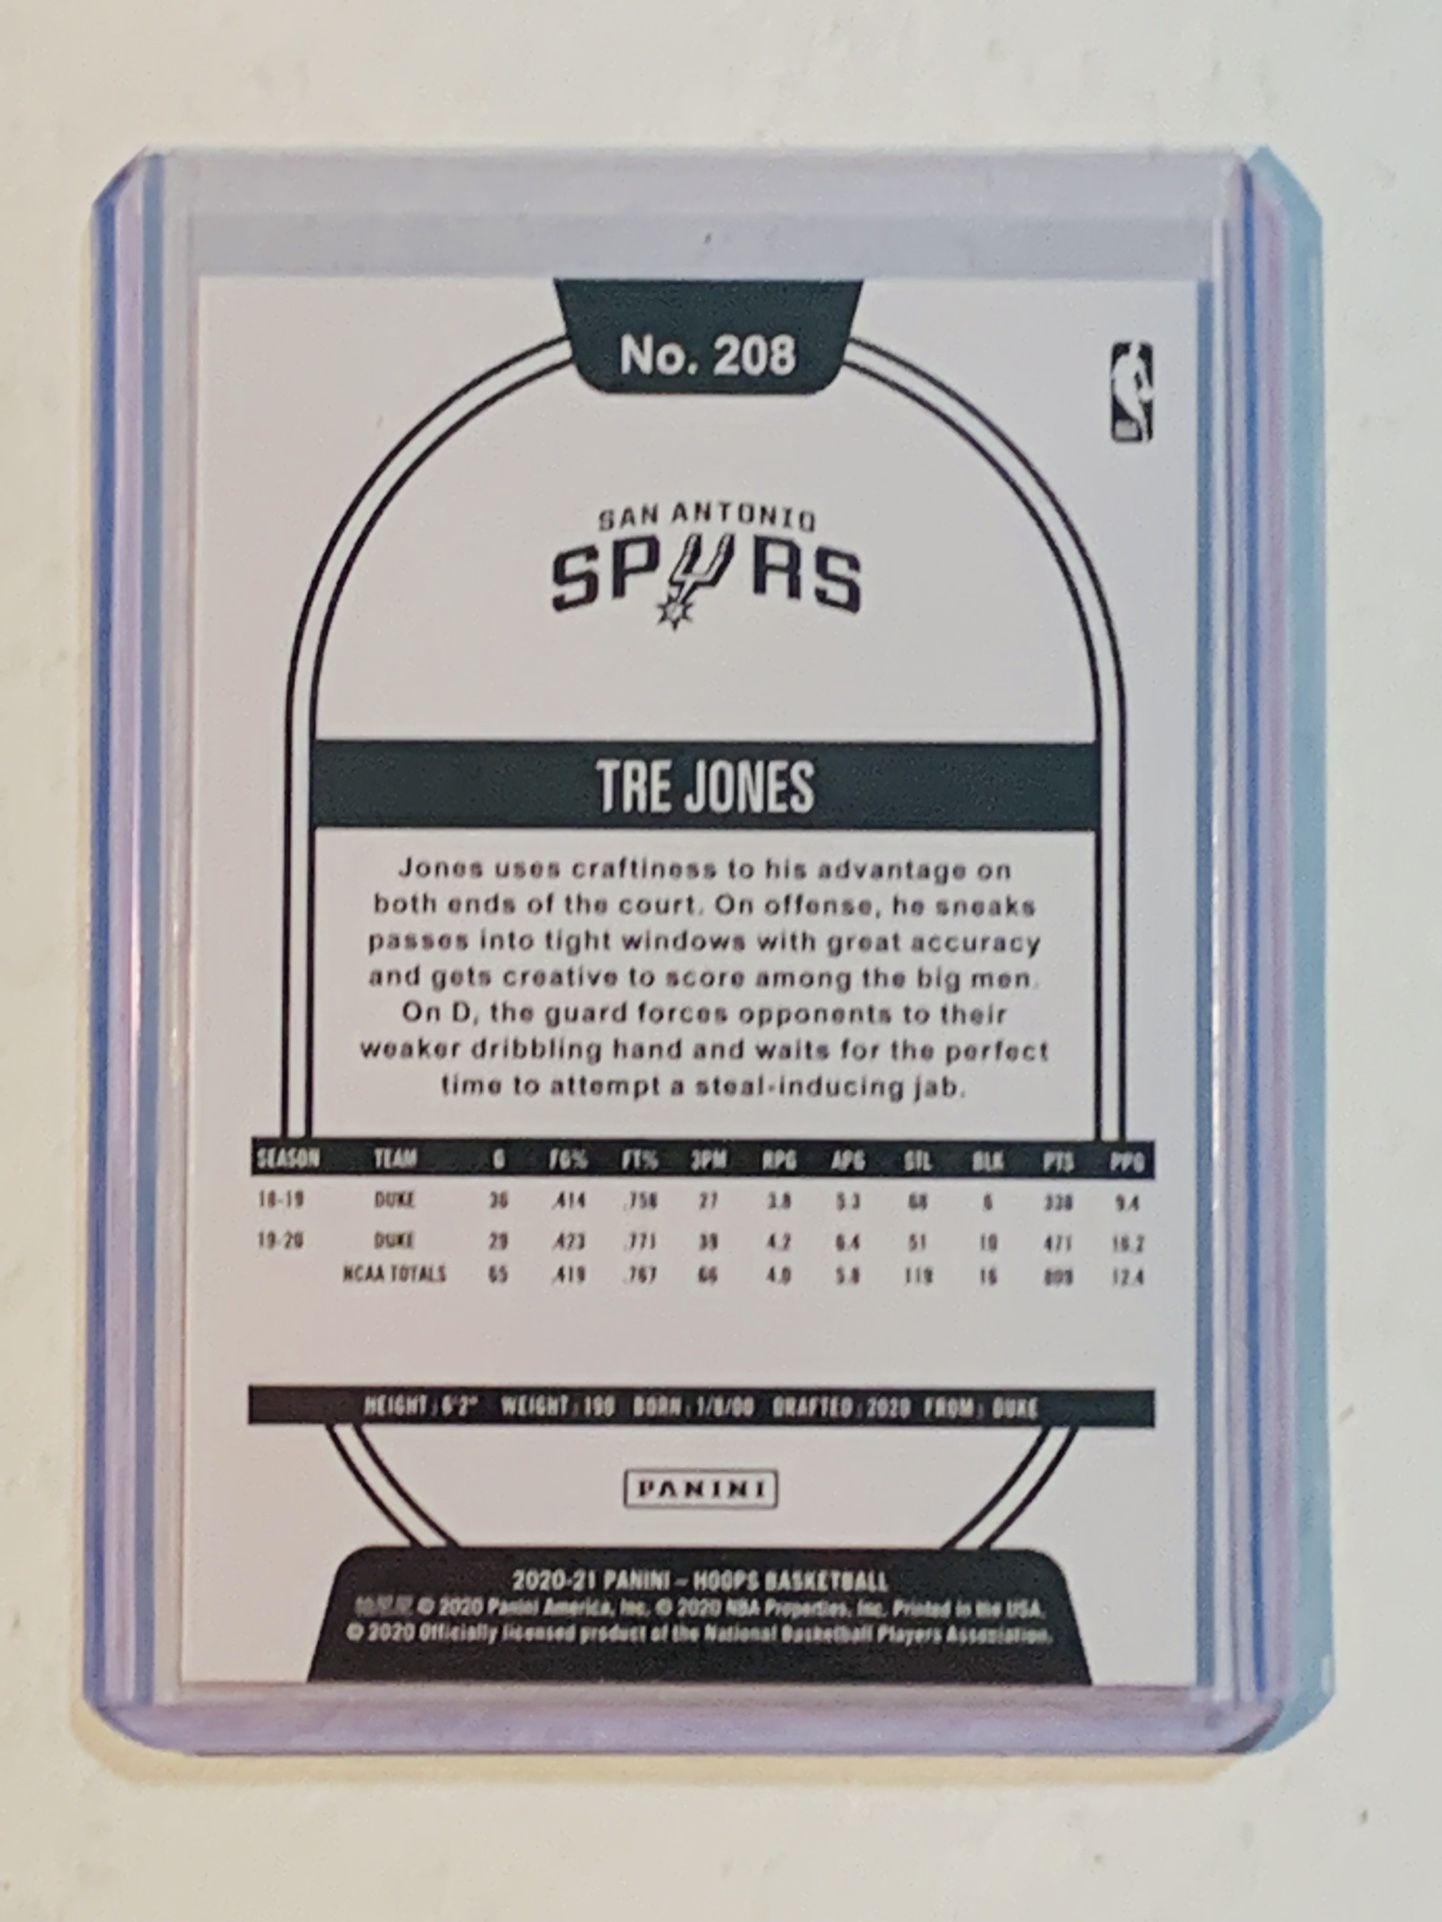 No. 208
SAN ANTONIO
SPURS
TRE JONES
Jones uses craftiness to his advantage on
both ends of the court. On offense, he sneaks
passes into tight windows with great accuracy
and gets creative to score among the big men.
On D, the guard forces opponents to their
weaker dribbling hand and waits for the perfect
time to attempt a steal-inducing jab.
SEASON TEAM G FG% FT% 3PM RPG APG STL BLK PTS PPG
18-19 DUKE 36 .414 .758 27 3.8 5.3 68 6 338 9.4
19-20 DUKE 29 .423 .771 39 4.2 6.4 51 10 471 16.2
NCAA TOTALS 65 .419 .767 66 4.0 5.8 119 16 809 12.4
HEIGHT: 6'2" WEIGHT: 190 BORN: 1/8/00 DRAFTED: 2020 FROM: DUKE
PANINI
2020-21 PANINI – HOOPS BASKETBALL
© 2020 Panini America, Inc. © 2020 NBA Properties, Inc. Printed in the USA.
© 2020 Officially licensed product of the National Basketball Players Association.